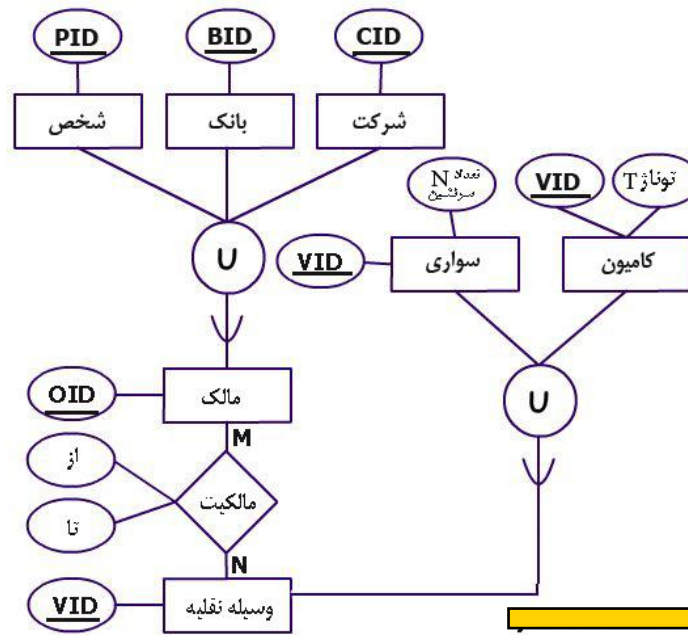 PID
BID
CID
شخص
بانک
شرکت
تعداد N
سرنشین
VID
توناژ T
U
VID
سواری
کامیون
OID
مالک
U
M
از
مالکیت
تا
N
VID
وسیله نقلیه